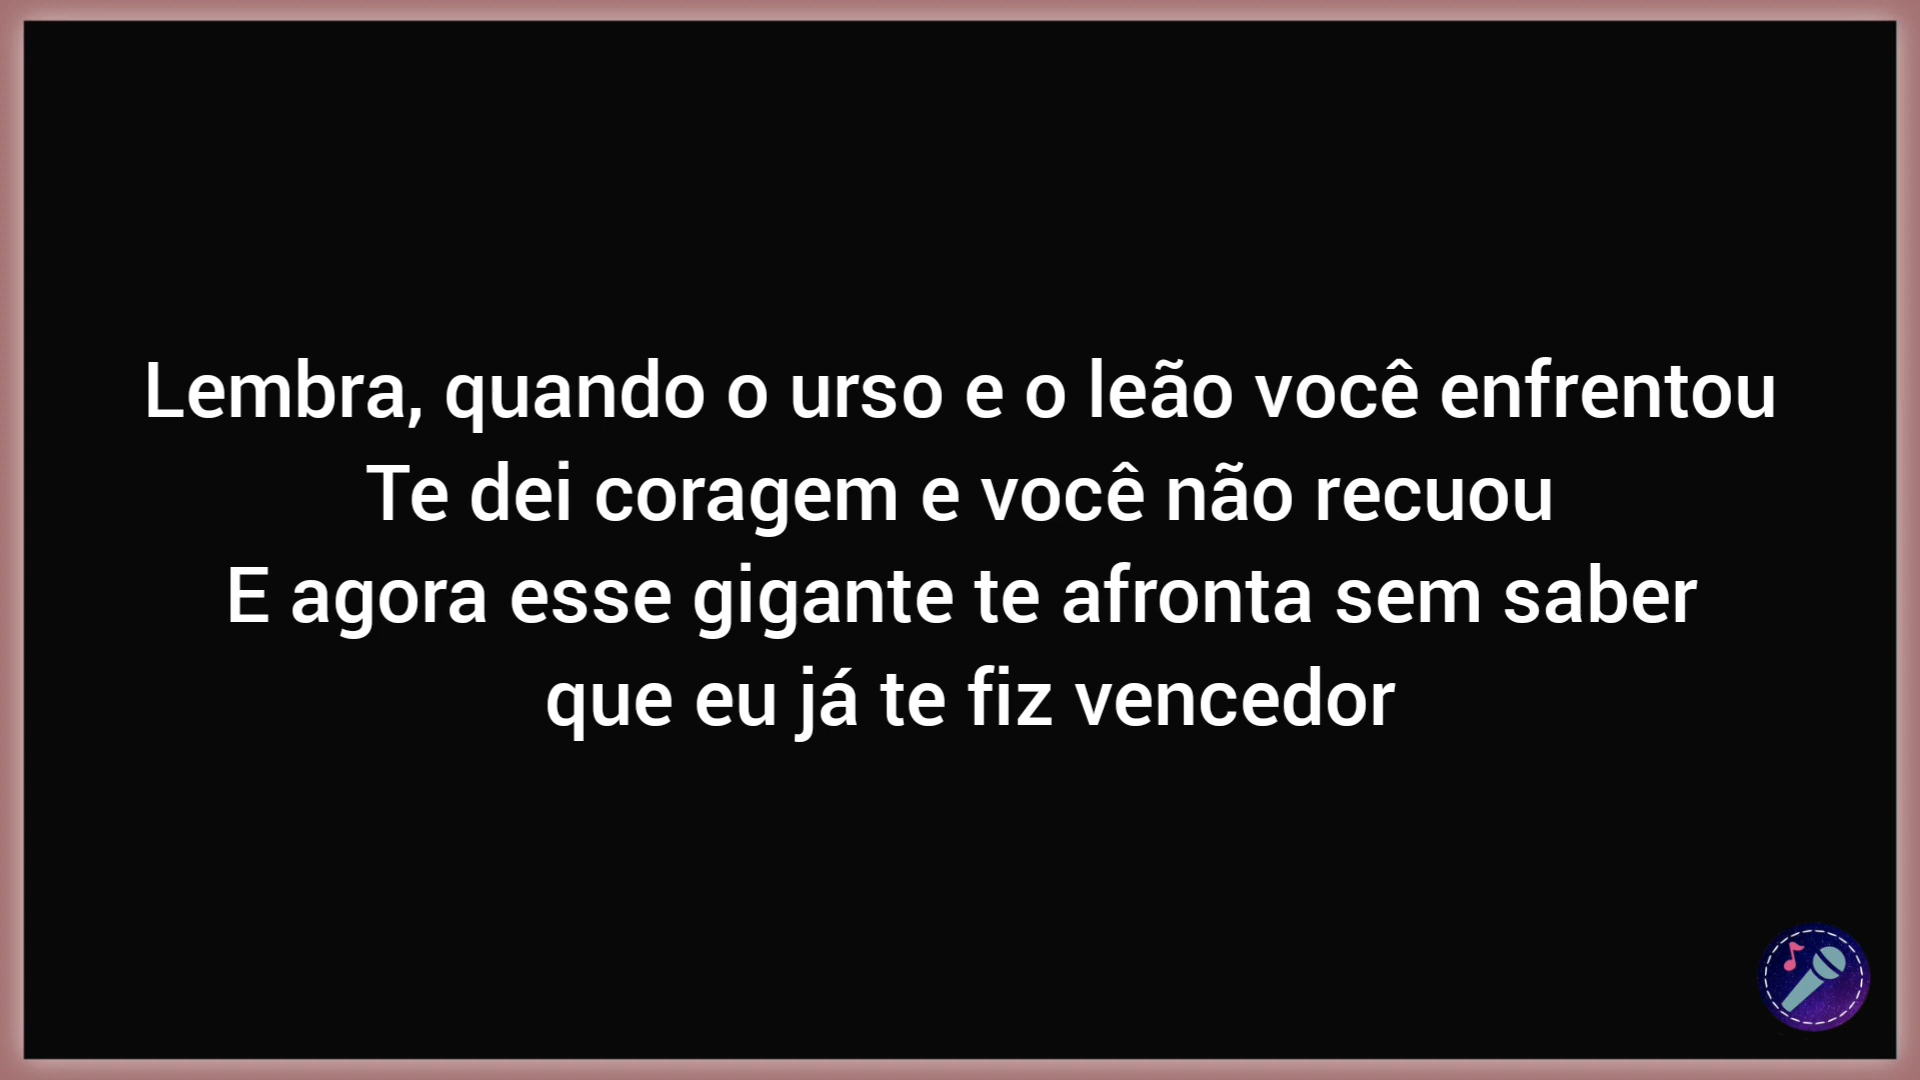 Lembra, quando o urso e o leão você enfrentou
Te dei coragem e você não recuou
E agora esse gigante te afronta sem saber
que eu já te fiz vencedor